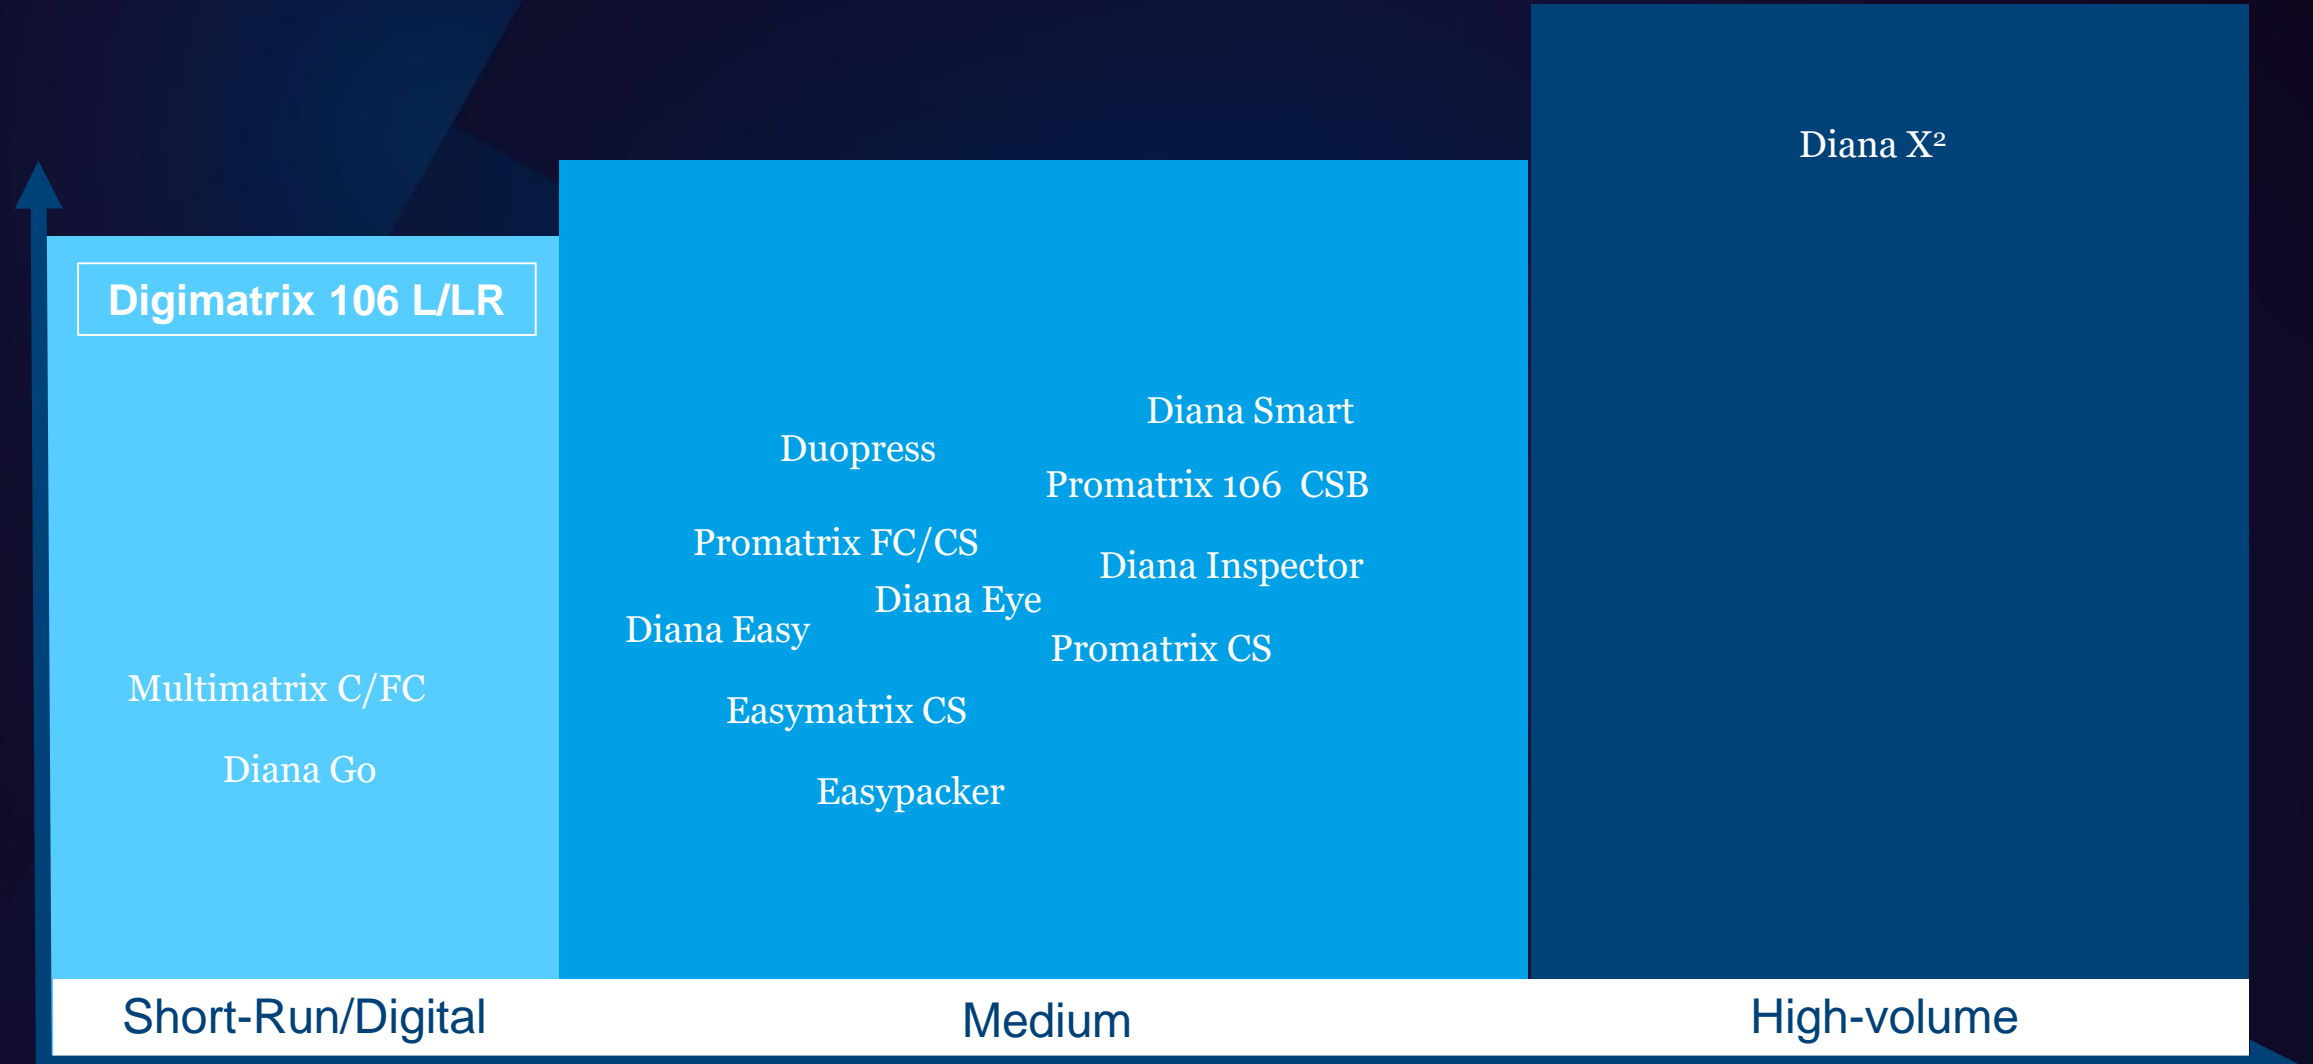 Diana X²
Digimatrix 106 L/LR
Diana Smart
Duopress
Promatrix 106 CSB
Promatrix FC/CS
Diana Inspector
Diana Eye
Diana Easy
Promatrix CS
Multimatrix C/FC
Easymatrix CS
Diana Go
Easypacker
Short-Run/Digital
Medium
High-volume